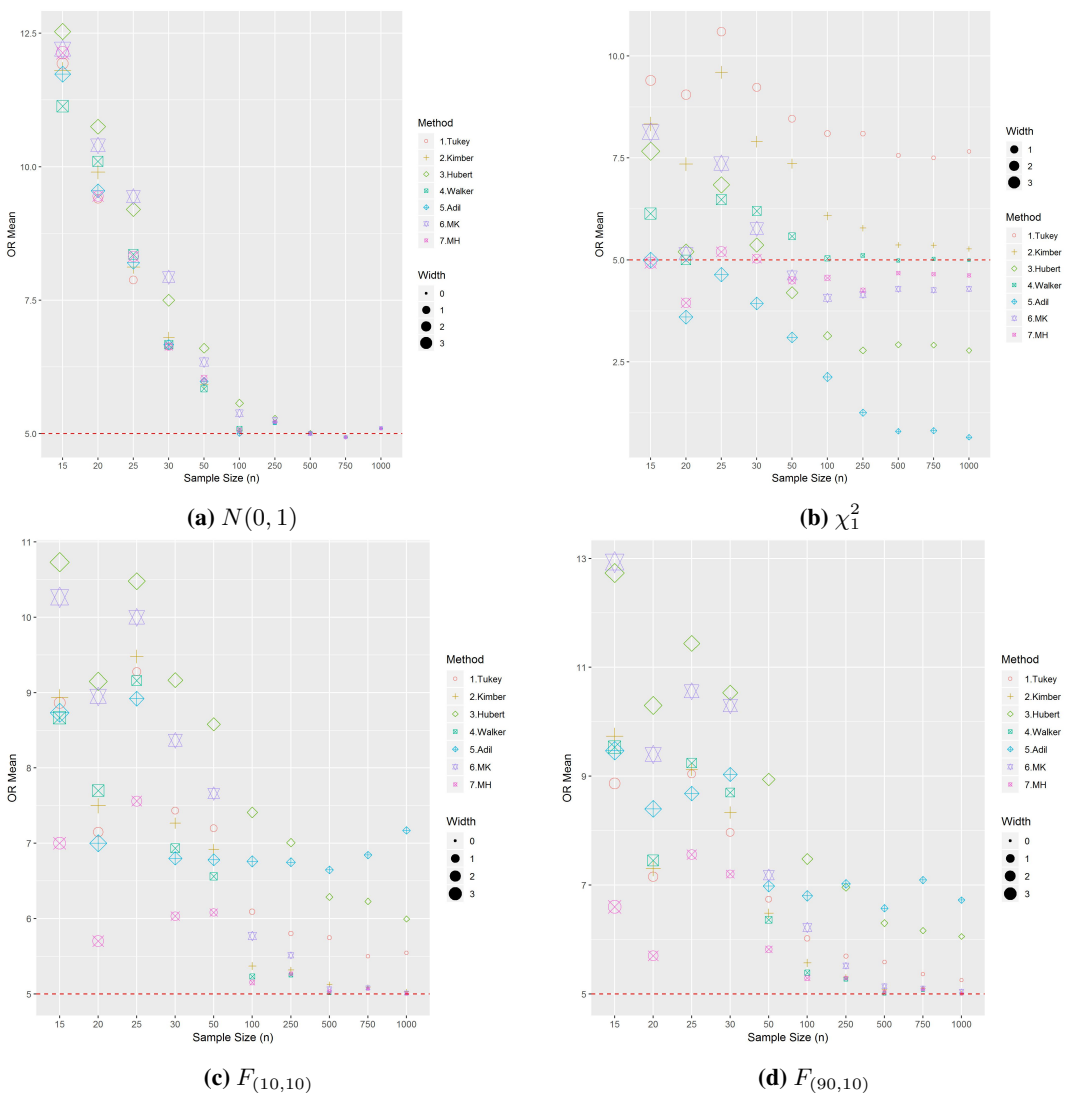 12.5
10.0
7.5
5.0
OR Mean
15 20 25 30 50 100 250 500 750 1000
Sample Size (n)
Method
1.Tukey
2.Kimber
3.Hubert
4.Walker
5.Adil
6.MK
7.MH
Width
0
1
2
3
(a) N(0, 1)
10.0
7.5
5.0
2.5
OR Mean
15 20 25 30 50 100 250 500 750 1000
Sample Size (n)
Width
1
2
3
Method
1.Tukey
2.Kimber
3.Hubert
4.Walker
5.Adil
6.MK
7.MH
(b) χ²₁
11
10
9
8
7
6
5
OR Mean
15 20 25 30 50 100 250 500 750 1000
Sample Size (n)
Method
1.Tukey
2.Kimber
3.Hubert
4.Walker
5.Adil
6.MK
7.MH
Width
0
1
2
3
(c) F(10,10)
13
11
9
7
5
OR Mean
15 20 25 30 50 100 250 500 750 1000
Sample Size (n)
Method
1.Tukey
2.Kimber
3.Hubert
4.Walker
5.Adil
6.MK
7.MH
Width
0
1
2
3
(d) F(90,10)